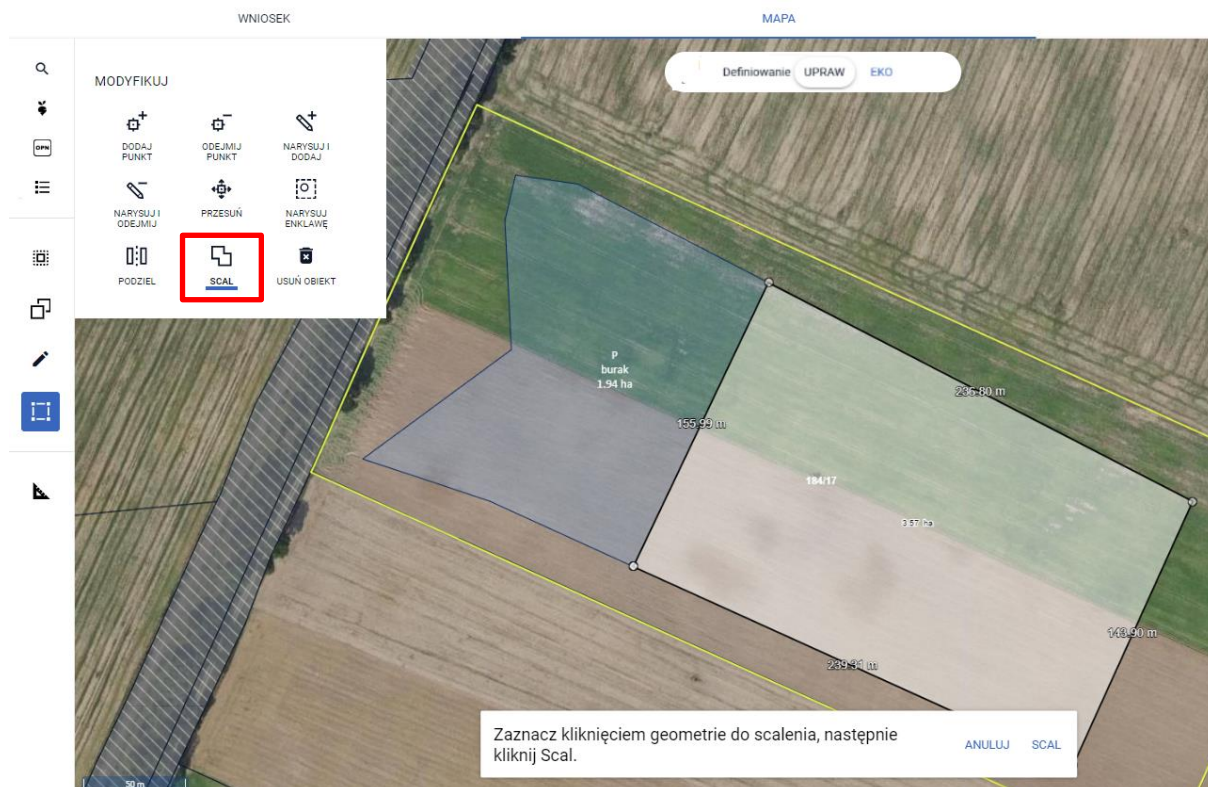 WNIOSEK
MAPA
MODYFIKUJ
DODAJ
PUNKT
ODEJMIJ
PUNKT
NARYSUJ I
DODAJ
NARYSUJ I
ODEJMIJ
PRZESUŃ
NARYSUJ
ENKLAWĘ
PODZIEL
SCAL
USUŃ OBIEKT
OPN
Definiowanie UPRAW EKO
P
burak
1.94 ha
236.80 m
155.99 m
184/17
3.57 ha
143.90 m
239.31 m
Zaznacz kliknięciem geometrie do scalenia, następnie
kliknij Scal.
ANULUJ SCAL
50 m